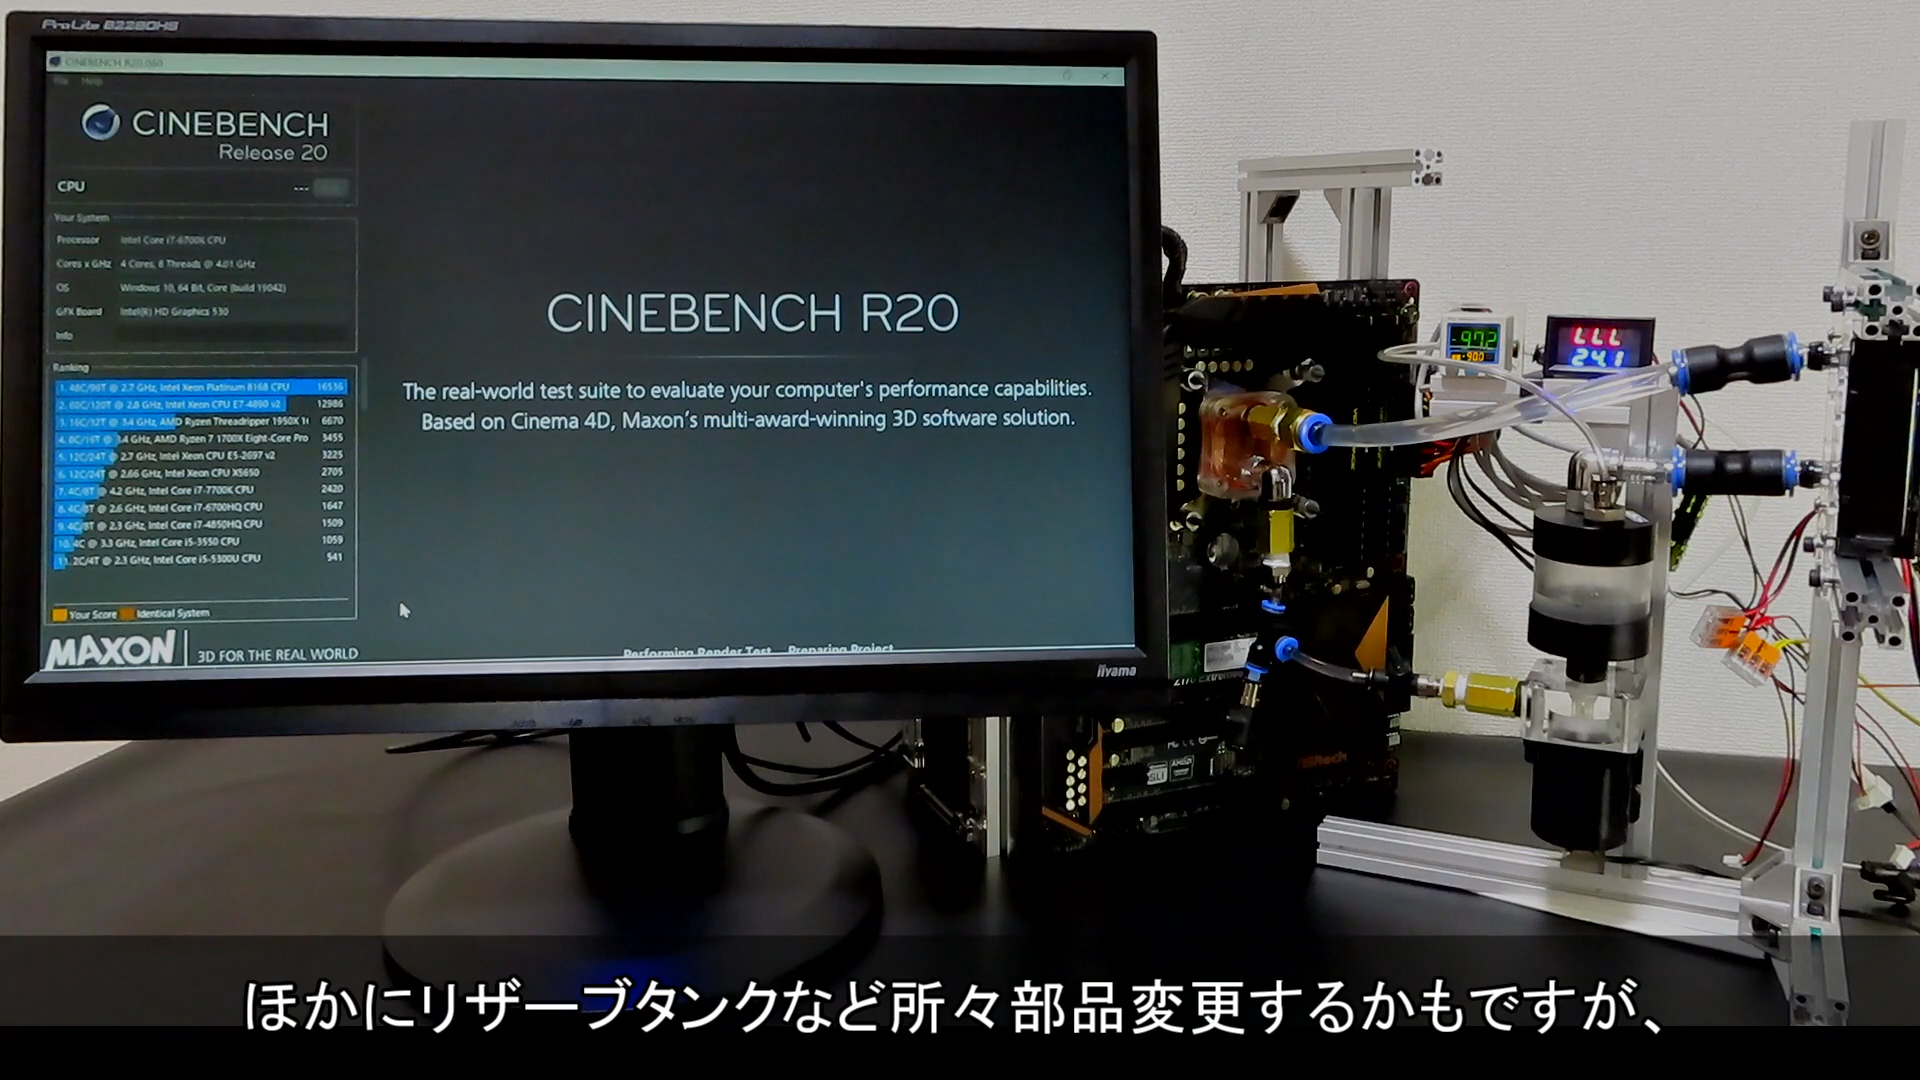 ProLite B2280HS
CINEBENCH R20.060
File Help
CINEBENCH
Release 20
CPU ---
Your System
Processor Intel Core i7-6700K CPU
Cores x GHz 4 Cores, 8 Threads @ 4.01 GHz
OS Windows 10, 64 Bit, Core (build 19042)
GFX Board Intel(R) HD Graphics 530
Info
Ranking
1. 48C/96T @ 2.7 GHz, Intel Xeon Platinum 8168 CPU 16536
2. 60C/120T @ 2.8 GHz, Intel Xeon CPU E7-4890 v2 12986
3. 16C/32T @ 3.4 GHz, AMD Ryzen Threadripper 1950X 6670
4. 8C/16T @ 3.4 GHz, AMD Ryzen 7 1700X Eight-Core Pro 3455
5. 12C/24T @ 2.7 GHz, Intel Xeon CPU E5-2697 v2 3225
6. 12C/24T @ 2.66 GHz, Intel Xeon CPU X5650 2705
7. 4C/8T @ 4.2 GHz, Intel Core i7-7700K CPU 2420
8. 4C/8T @ 2.6 GHz, Intel Core i7-6700HQ CPU 1647
9. 4C/8T @ 2.3 GHz, Intel Core i7-4850HQ CPU 1509
10. 4C @ 3.3 GHz, Intel Core i5-3550 CPU 1059
11. 2C/4T @ 2.3 GHz, Intel Core i5-5300U CPU 541
Your Score Identical System
MAXON 3D FOR THE REAL WORLD
CINEBENCH R20
The real-world test suite to evaluate your computer's performance capabilities.
Based on Cinema 4D, Maxon's multi-award-winning 3D software solution.
Performing Render Test... Preparing Project
iiyama
-97.2
-90.0
LLL
24.1
Z170 Extreme6
SLI
AMD
ASRock
ほかにリザーブタンクなど所々部品変更するかもですが、